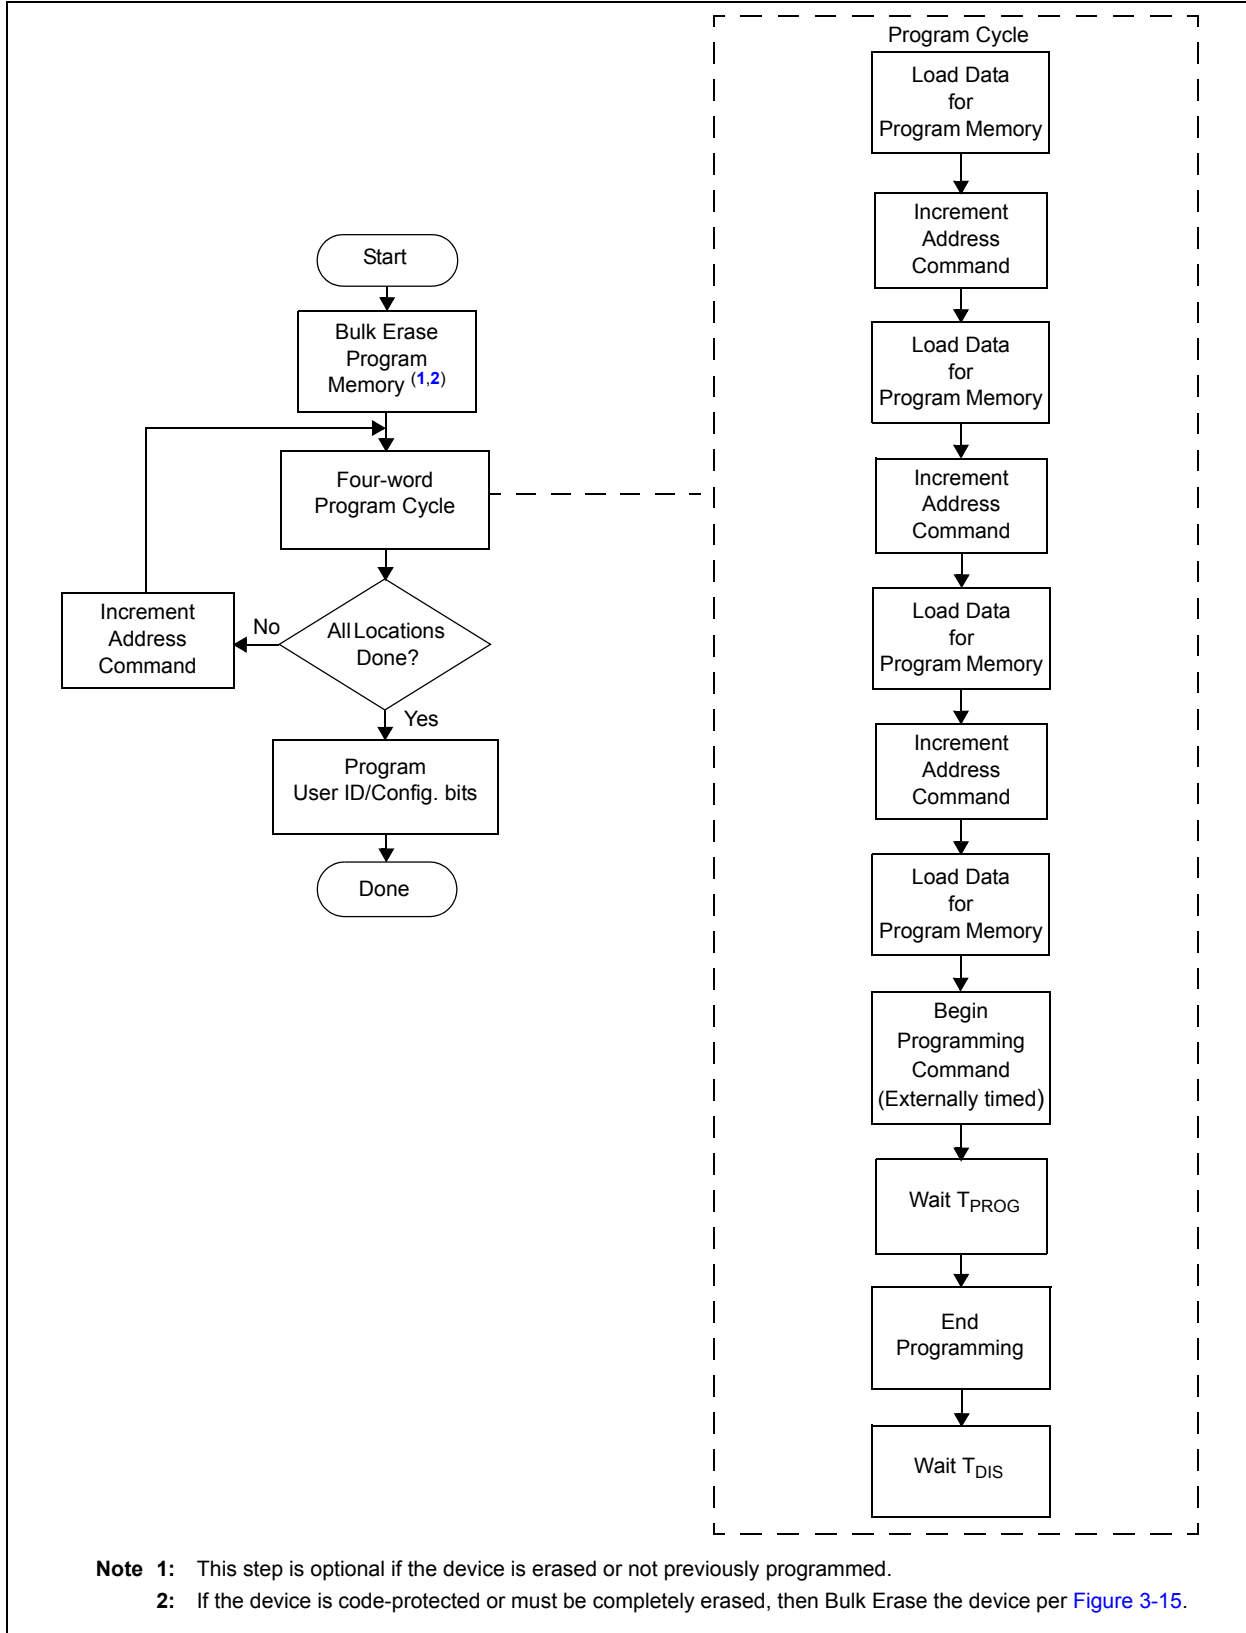 Start
Bulk Erase
Program
Memory (1,2)
Four-word
Program Cycle
All Locations
Done?
No
Increment
Address
Command
Yes
Program
User ID/Config. bits
Done
Program Cycle
Load Data
for
Program Memory
Increment
Address
Command
Load Data
for
Program Memory
Increment
Address
Command
Load Data
for
Program Memory
Increment
Address
Command
Load Data
for
Program Memory
Begin
Programming
Command
(Externally timed)
Wait TPROG
End
Programming
Wait TDIS
Note 1: This step is optional if the device is erased or not previously programmed.
2: If the device is code-protected or must be completely erased, then Bulk Erase the device per Figure 3-15.